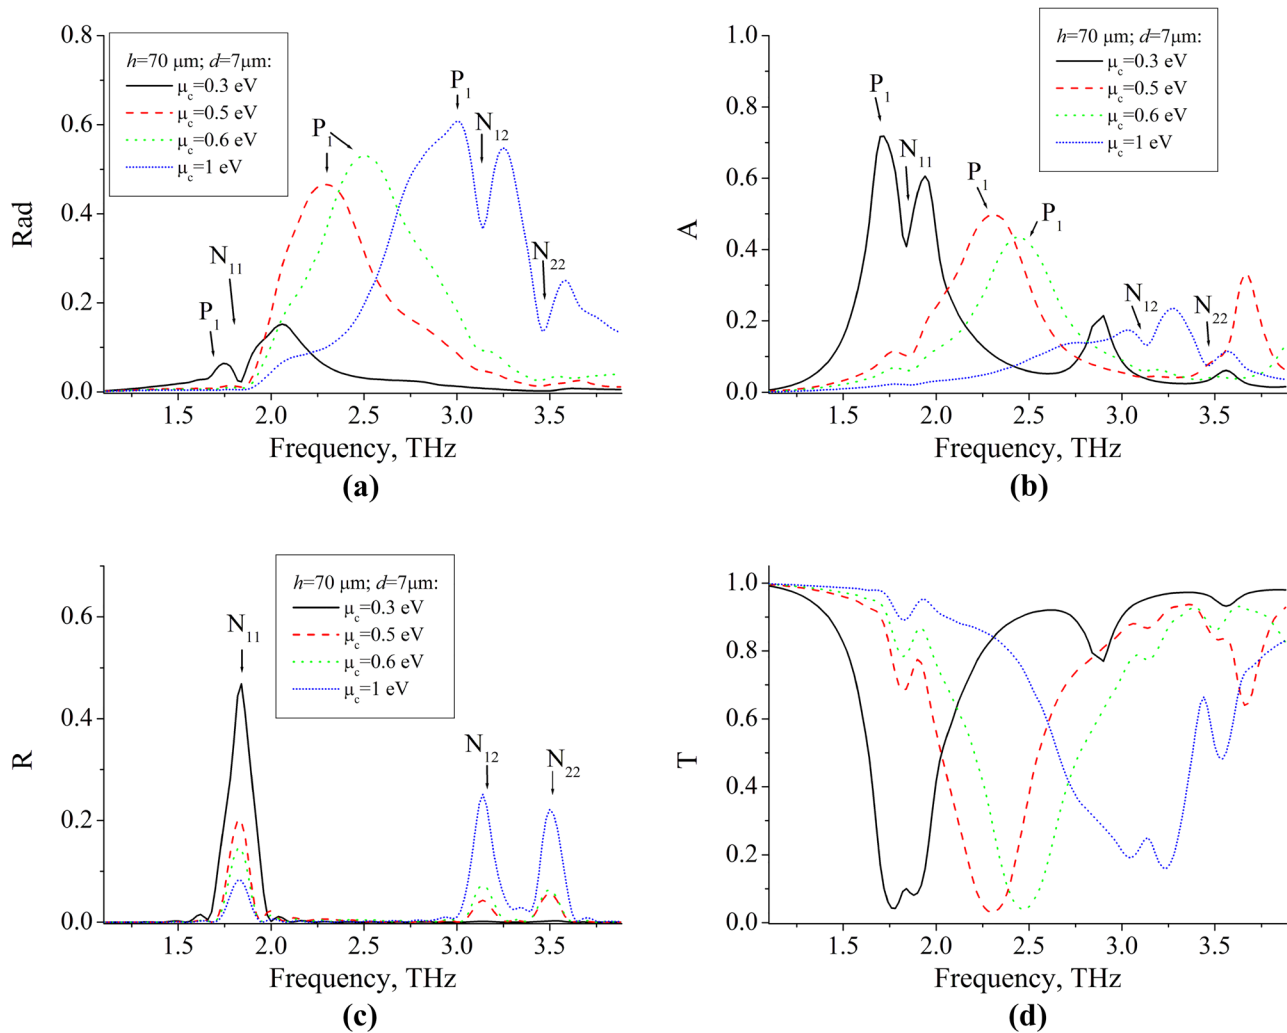 h=70 μm; d=7μm:
μc=0.3 eV
μc=0.5 eV
μc=0.6 eV
μc=1 eV
P1
N12
P1
N22
N11
P1
0.8
0.6
0.4
0.2
0.0
Rad
1.5 2.0 2.5 3.0 3.5
Frequency, THz
(a)
h=70 μm; d=7μm:
μc=0.3 eV
μc=0.5 eV
μc=0.6 eV
μc=1 eV
P1
N11
P1
P1
N12
N22
1.0
0.8
0.6
0.4
0.2
0.0
A
1.5 2.0 2.5 3.0 3.5
Frequency, THz
(b)
h=70 μm; d=7μm:
μc=0.3 eV
μc=0.5 eV
μc=0.6 eV
μc=1 eV
N11
N12
N22
0.6
0.4
0.2
0.0
R
1.5 2.0 2.5 3.0 3.5
Frequency, THz
(c)
1.0
0.8
0.6
0.4
0.2
0.0
T
1.5 2.0 2.5 3.0 3.5
Frequency, THz
(d)